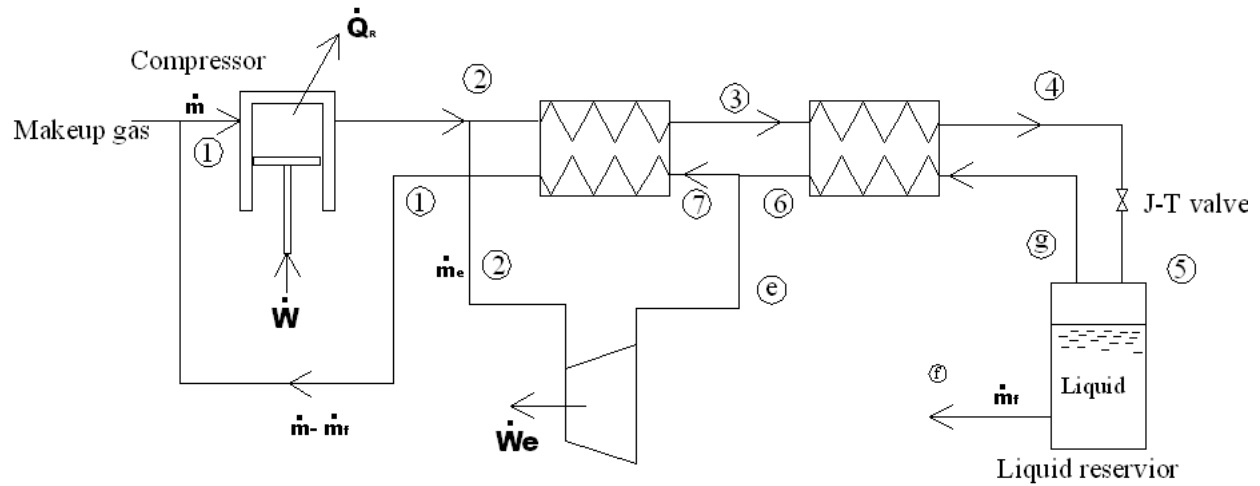 Q̇R
Compressor
②
③
④
ṁ
Makeup gas
①
①
⑦
⑥
J-T valve
ṁe
②
ⓖ
⑤
ⓔ
Ẇ
ⓕ
Liquid
ṁf
ṁ- ṁf
Ẇe
Liquid reservior